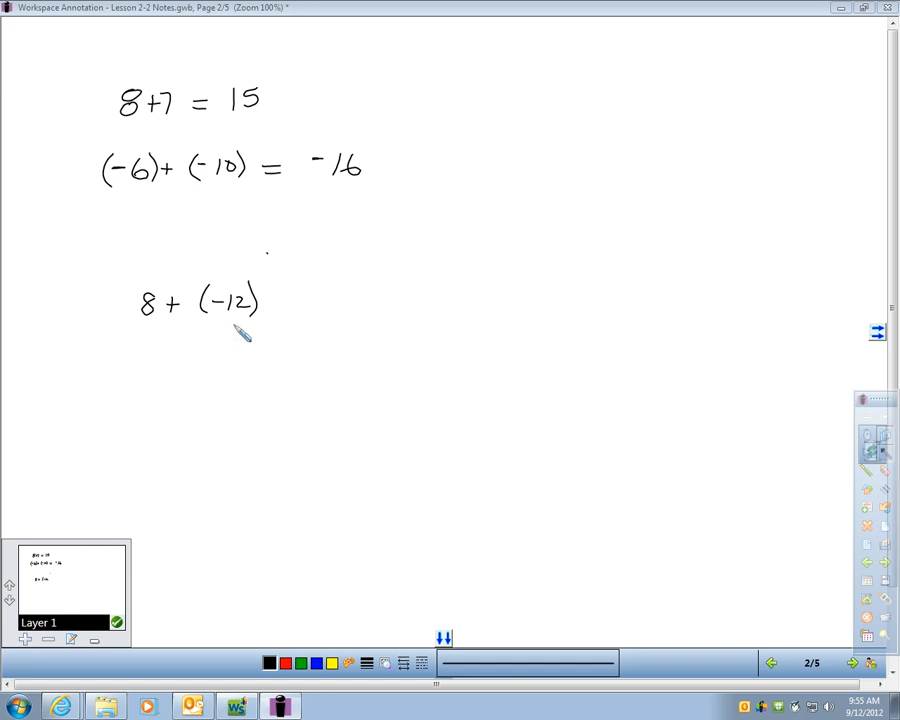 Workspace Annotation - Lesson 2-2 Notes.gwb, Page 2/5 (Zoom 100%) *
8+7 = 15
(-6)+ (-10) = -16
8 + (-12)
Layer 1
2/5
9:55 AM
9/12/2012